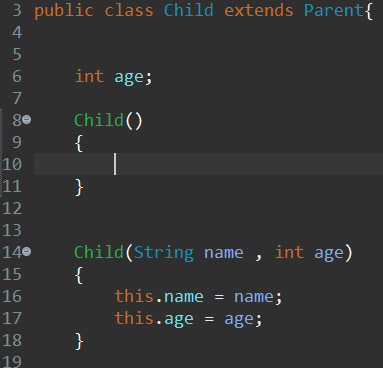 3 public class Child extends Parent{
4
5
6 int age;
7
8 Child()
9 {
10
11 }
12
13
14 Child(String name , int age)
15 {
16 this.name = name;
17 this.age = age;
18 }
19